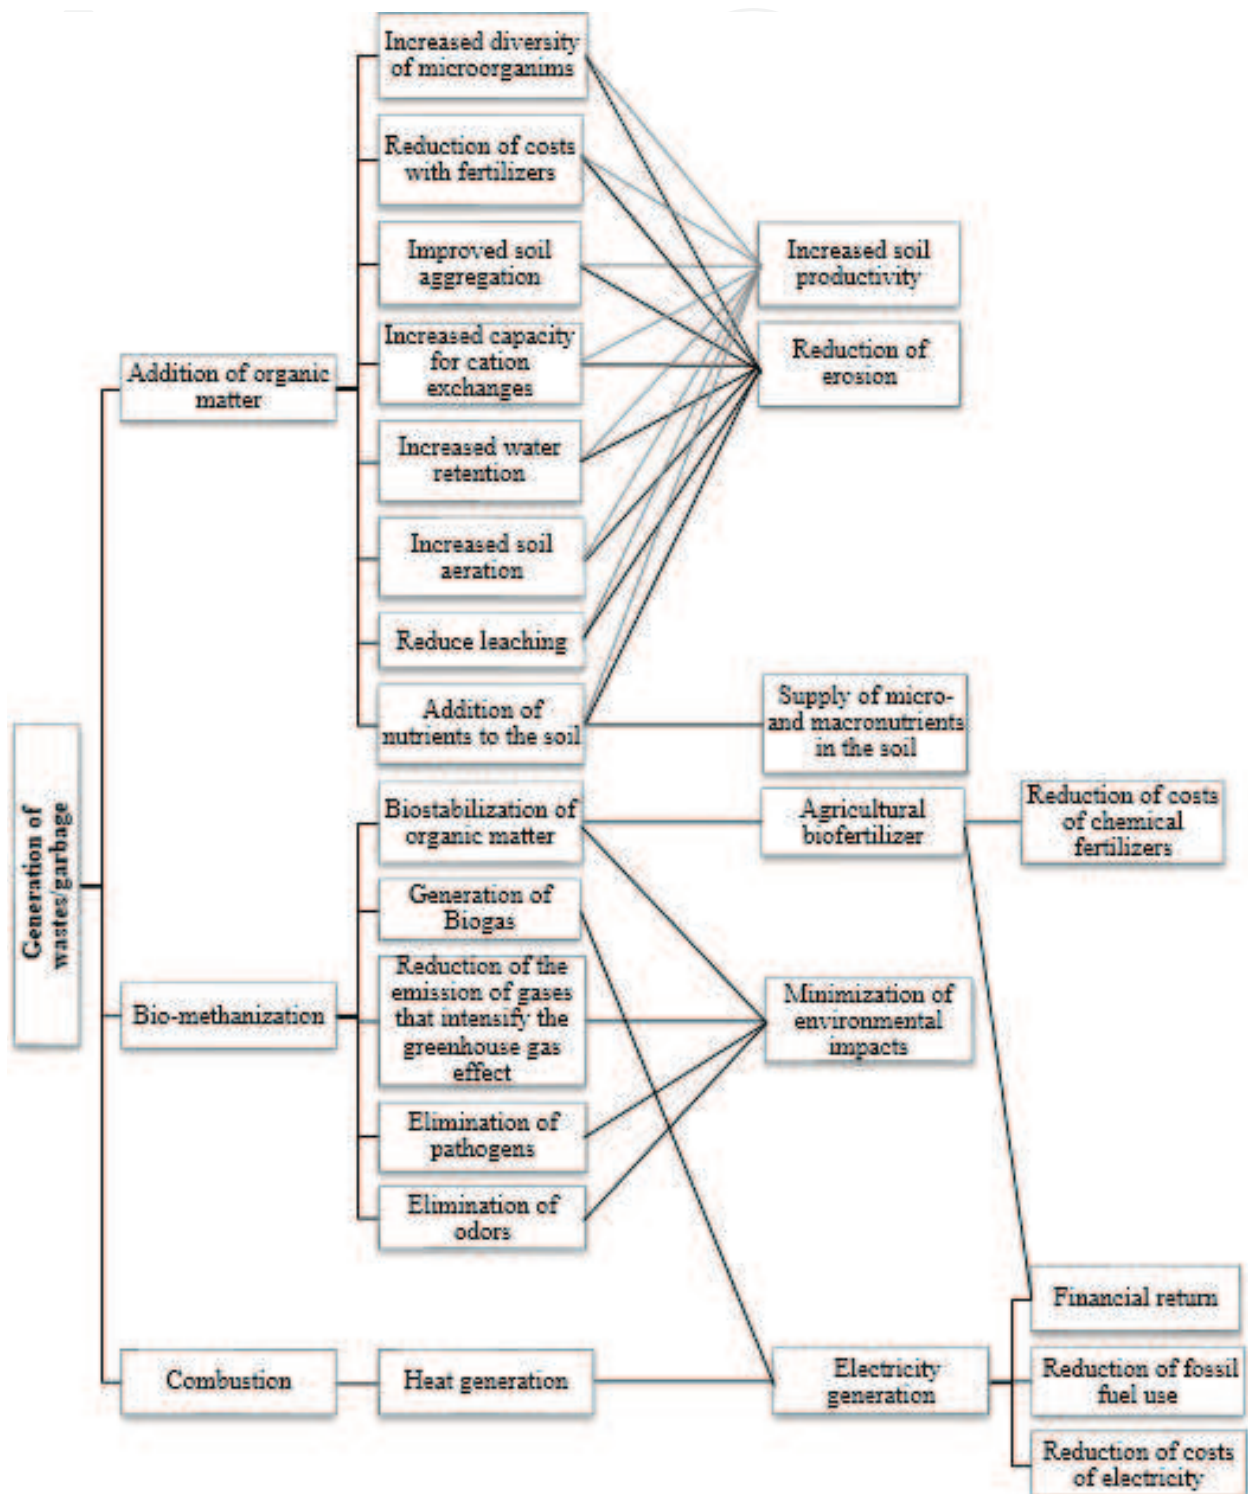 Increased diversity
of microorganims
Reduction of costs
with fertilizers
Improved soil
aggregation
Increased capacity
for cation
exchanges
Increased water
retention
Increased soil
aeration
Reduce leaching
Addition of
nutrients to the soil
Increased soil
productivity
Reduction of
erosion
Addition of organic
matter
Supply of micro-
and macronutrients
in the soil
Generation of
wastes/garbage
Biostabilization of
organic matter
Agricultural
biofertilizer
Reduction of costs
of chemical
fertilizers
Generation of
Biogas
Bio-methanization
Reduction of the
emission of gases
that intensify the
greenhouse gas
effect
Minimization of
environmental
impacts
Elimination of
pathogens
Elimination of
odors
Combustion
Heat generation
Electricity
generation
Financial return
Reduction of fossil
fuel use
Reduction of costs
of electricity